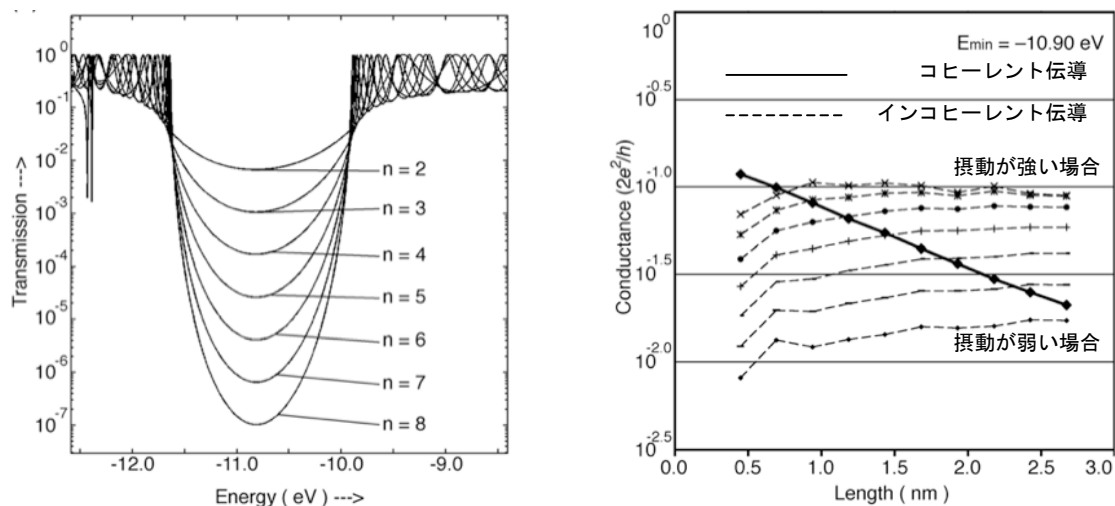 Transmission --->
10^0
10^-1
10^-2
10^-3
10^-4
10^-5
10^-6
10^-7
n = 2
n = 3
n = 4
n = 5
n = 6
n = 7
n = 8
-12.0 -11.0 -10.0 -9.0
Energy ( eV ) --->
Conductance (2e^2/h)
10^0
10^-0.5
10^-1.0
10^-1.5
10^-2.0
10^-2.5
Emin = −10.90 eV
コヒーレント伝導
インコヒーレント伝導
摂動が強い場合
摂動が弱い場合
0.0 0.5 1.0 1.5 2.0 2.5 3.0
Length ( nm )